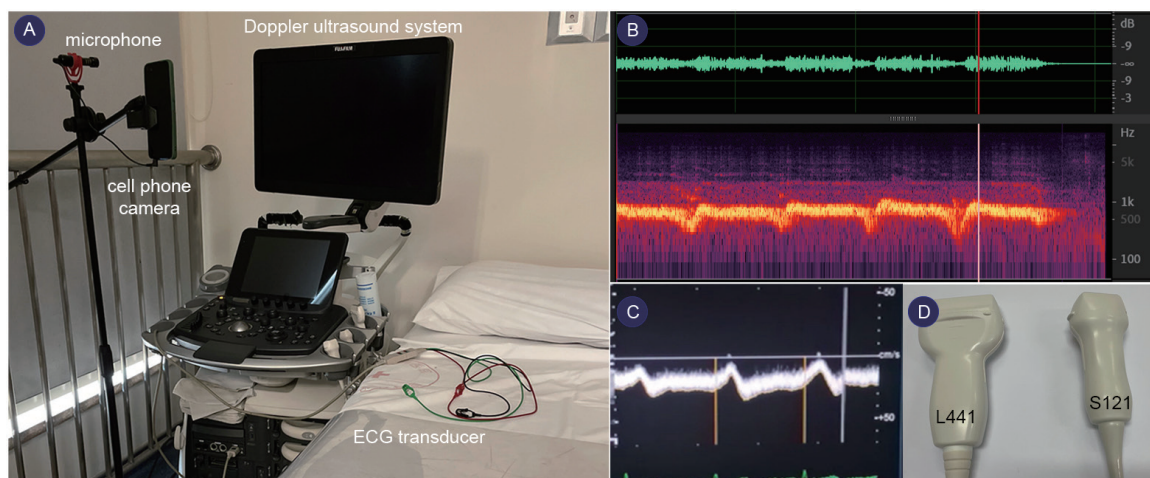 A
microphone
Doppler ultrasound system
FUJIFILM
cell phone
camera
ECG transducer
B
dB
-9
-∞
-9
-3
Hz
5k
1k
500
100
C
-50
cm/s
+50
D
L441
S121